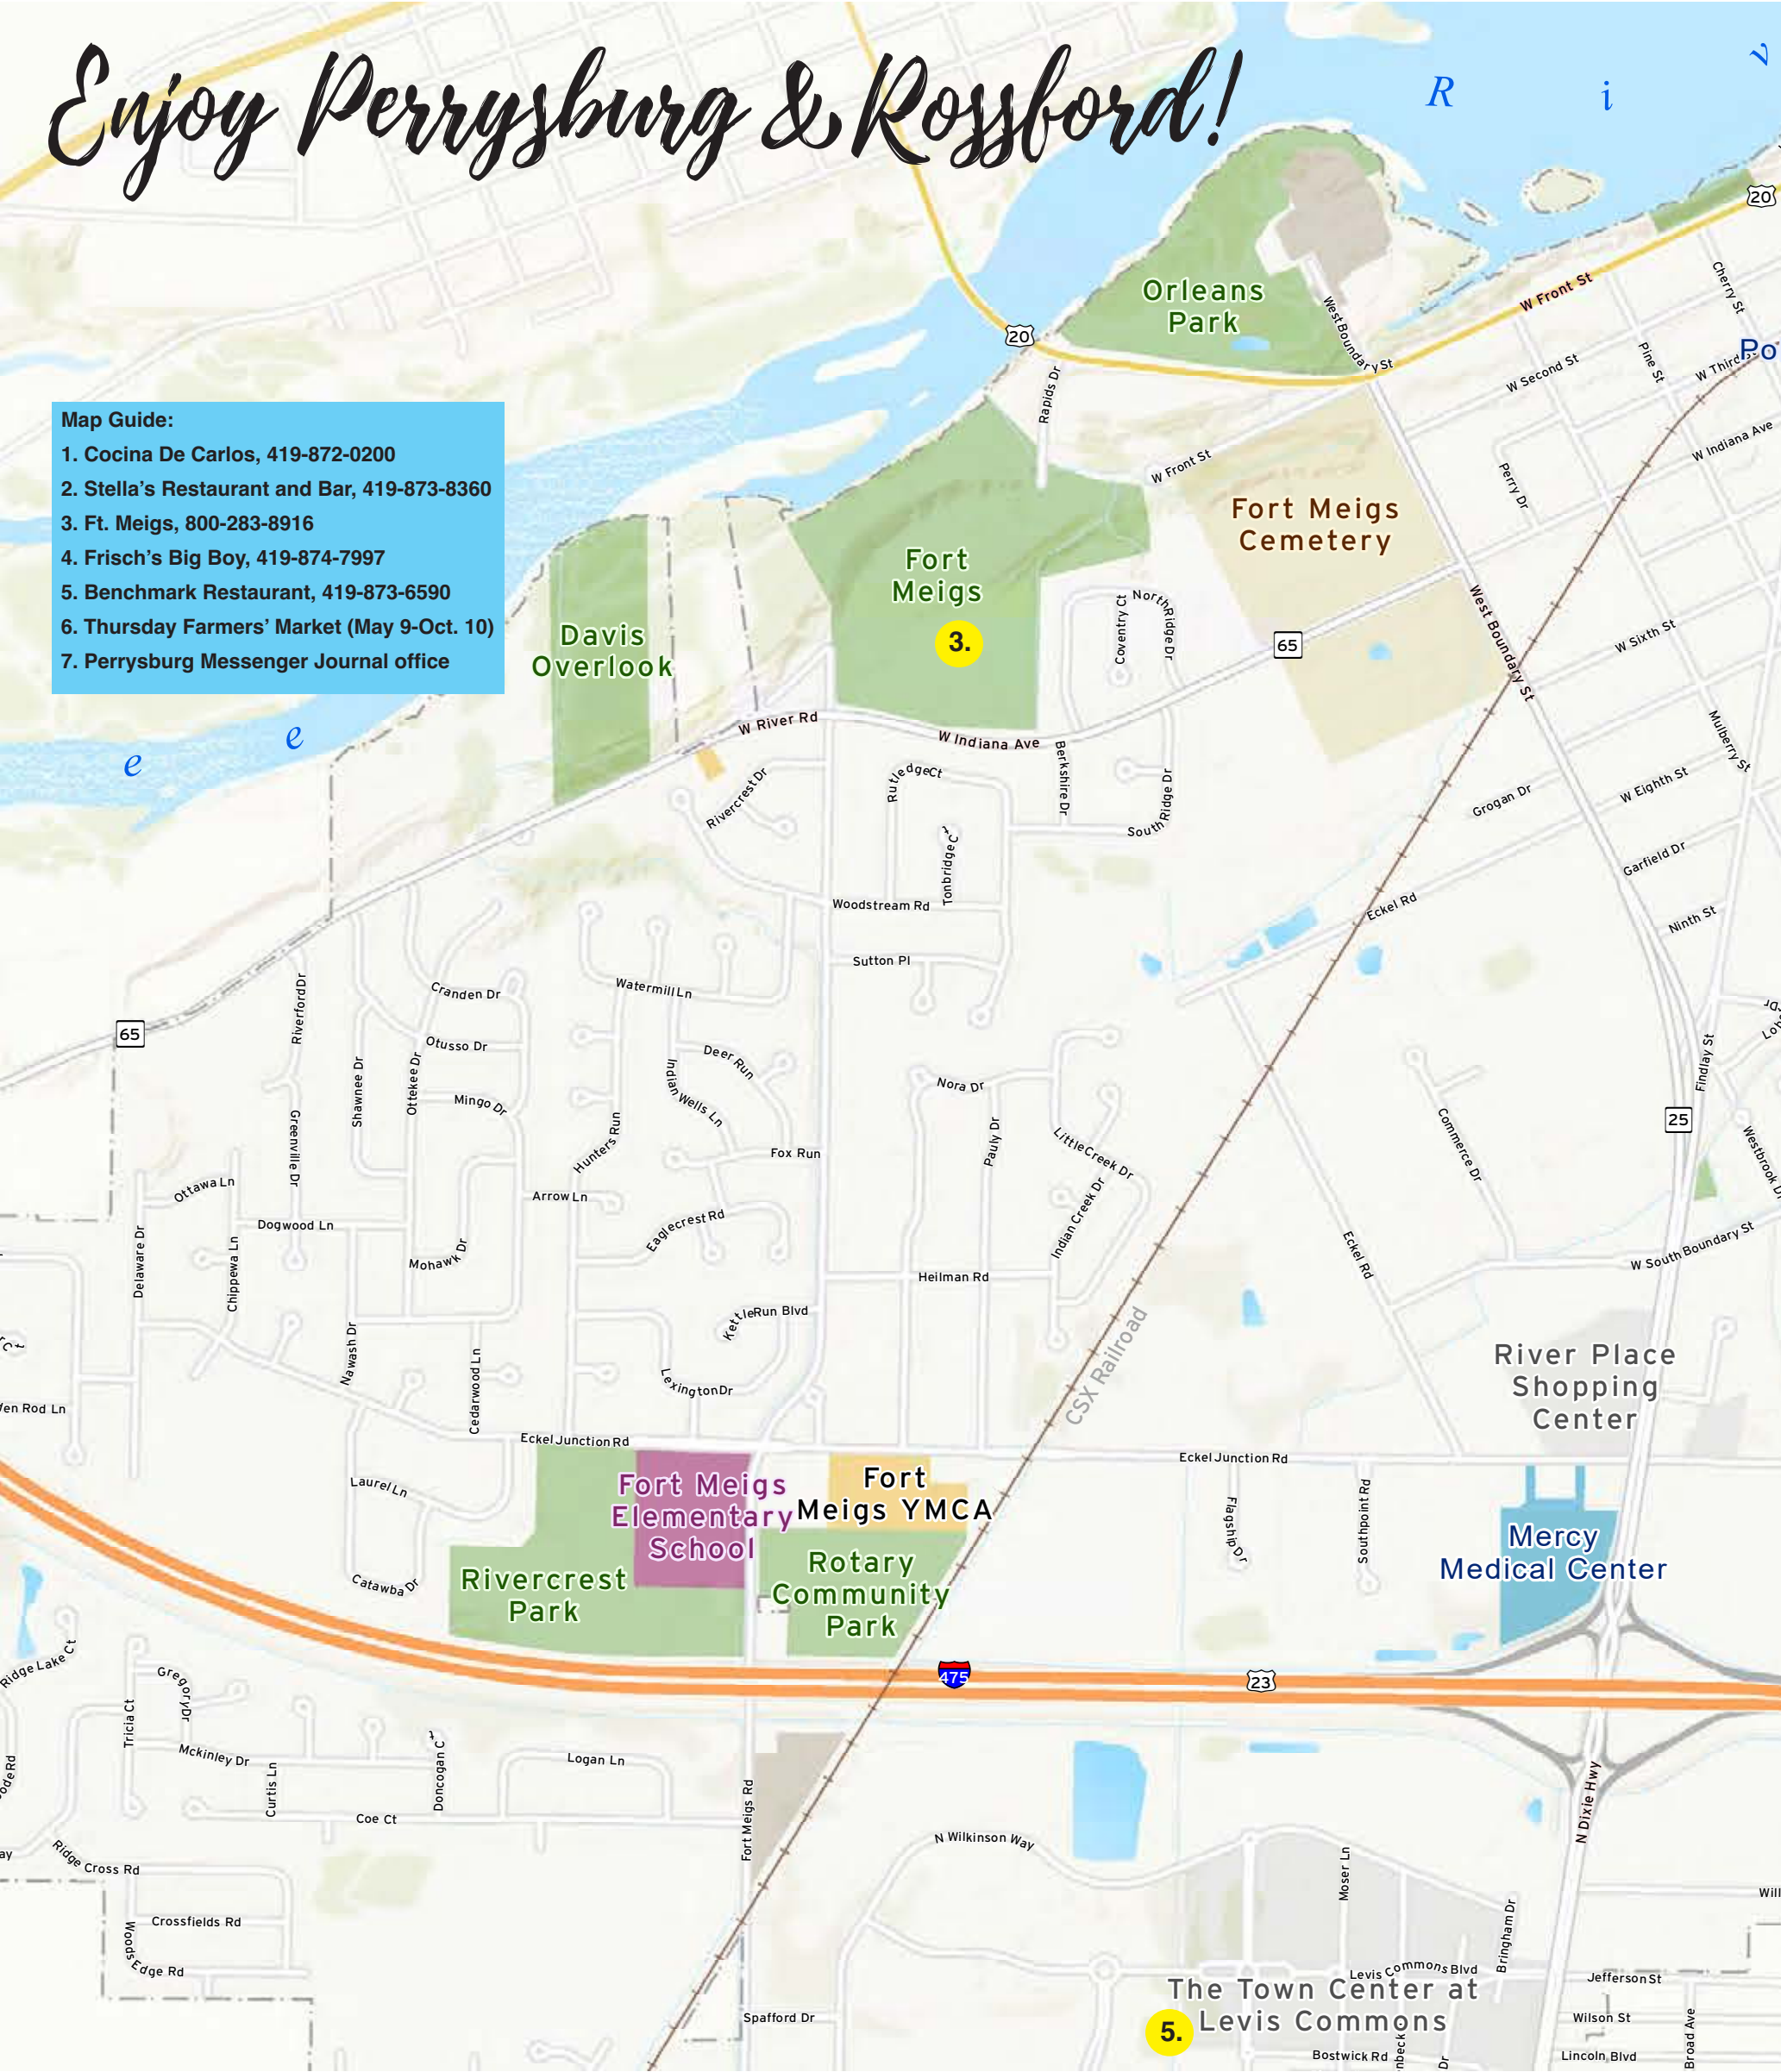 Enjoy Perrysburg & Rossford!
R
i
v
20
Cherry St
W Front St
Orleans
Park
West Boundary St
20
Pine St
Po
W Third
W Second St
Rapids Dr
Map Guide:
1. Cocina De Carlos, 419-872-0200
2. Stella's Restaurant and Bar, 419-873-8360
3. Ft. Meigs, 800-283-8916
4. Frisch's Big Boy, 419-874-7997
5. Benchmark Restaurant, 419-873-6590
6. Thursday Farmers' Market (May 9-Oct. 10)
7. Perrysburg Messenger Journal office
W Indiana Ave
W Front St
Perry Dr
Fort Meigs
Cemetery
Fort
Meigs
3.
Davis
Overlook
Coventry Ct
North Ridge Dr
65
West Boundary St
W Sixth St
e
e
W River Rd
W Indiana Ave
Mulberry St
Rivercrest Dr
Rutledge Ct
Berkshire Dr
South Ridge Dr
Grogan Dr
W Eighth St
Tonbridge Ct
Garfield Dr
Woodstream Rd
Eckel Rd
Ninth St
Sutton Pl
Watermill Ln
Cranden Dr
Riverford Dr
65
Otusso Dr
Deer Run
Findlay St
Shawnee Dr
Ottekee Dr
Mingo Dr
Indian Wells Ln
Nora Dr
25
Greenville Dr
Hunters Run
Pauly Dr
Little Creek Dr
Commerce Dr
Westbrook Dr
Fox Run
Ottawa Ln
Arrow Ln
Dogwood Ln
Eaglecrest Rd
Indian Creek Dr
Delaware Dr
Chippewa Ln
Mohawk Dr
Eckel Rd
W South Boundary St
Heilman Rd
Kettle Run Blvd
Nawash Dr
CSX Railroad
River Place
Shopping
Center
Cedarwood Ln
Lexington Dr
en Rod Ln
Eckel Junction Rd
Eckel Junction Rd
Laurel Ln
Fort Meigs
Elementary
School
Fort
Meigs YMCA
Flagship Dr
Southpoint Rd
Mercy
Medical Center
Catawba Dr
Rivercrest
Park
Rotary
Community
Park
Ridge Lake Ct
475
23
Gregory Dr
Tricia Ct
Mckinley Dr
Curtis Ln
Doncogan Ct
Logan Ln
Coe Ct
Fort Meigs Rd
N Wilkinson Way
N Dixie Hwy
Ridge Cross Rd
Moser Ln
Will
Crossfields Rd
Woods Edge Rd
Bringham Dr
Levis Commons Blvd
Jefferson St
The Town Center at
Levis Commons
5.
Spafford Dr
Wilson St
Broad Ave
Bostwick Rd
nbeck
Dr
Lincoln Blvd